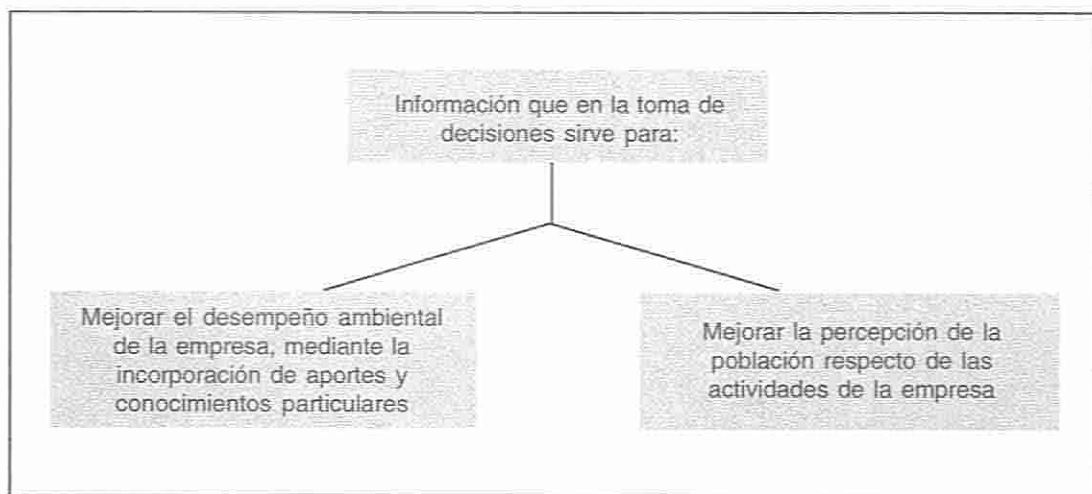 Información que en la toma de
decisiones sirve para:
Mejorar el desempeño ambiental
de la empresa, mediante la
incorporación de aportes y
conocimientos particulares
Mejorar la percepción de la
población respecto de las
actividades de la empresa